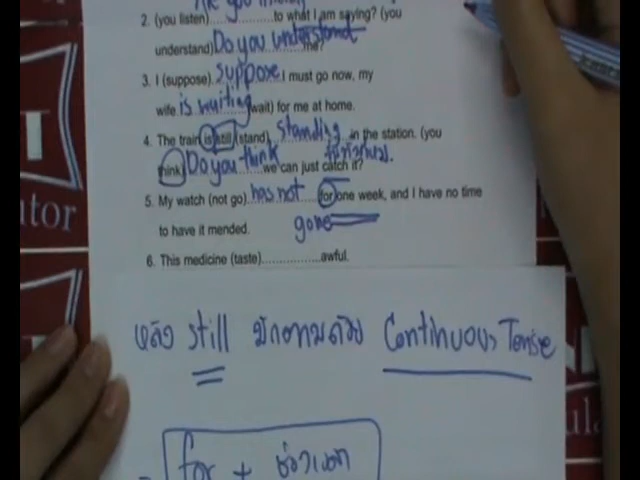 2. (you listen) Are you listening to what I am saying? (you
understand) Do you understand me?
3. I (suppose) suppose I must go now, my
wife is waiting (wait) for me at home.
4. The train is still (stand) standing in the station. (you
think) Do you think we can just catch it?
5. My watch (not go) has not for one week, and I have no time
gone
to have it mended.
6. This medicine (taste)..............awful.
หลัง still มักตามด้วย Continuous Tense
= for + ช่วงเวลา
utor